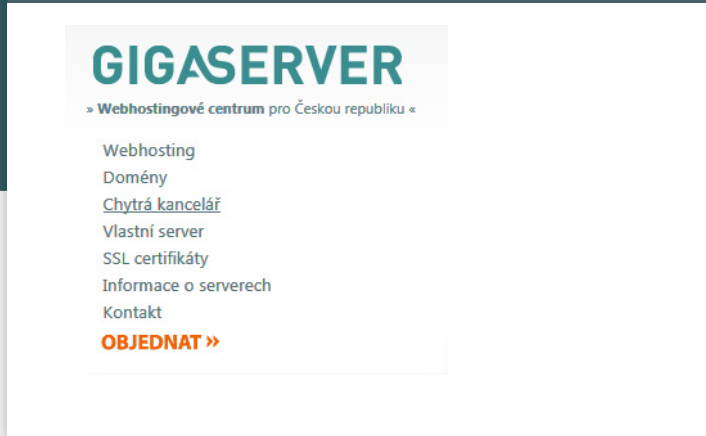 GIGASERVER
» Webhostingové centrum pro Českou republiku «
Webhosting
Domény
Chytrá kancelář
Vlastní server
SSL certifikáty
Informace o serverech
Kontakt
OBJEDNAT »